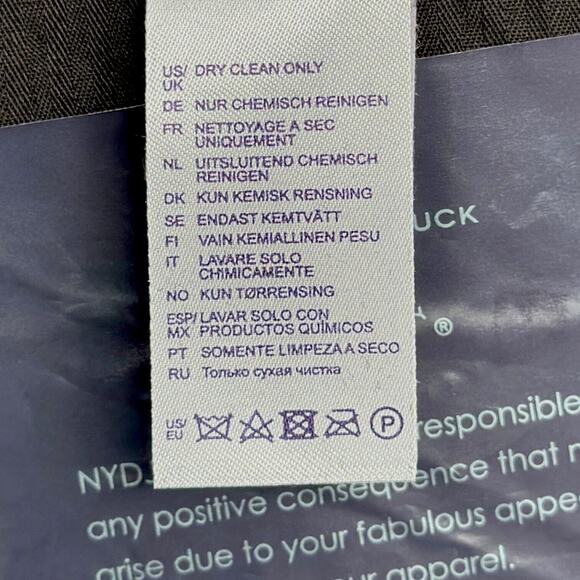 US/ DRY CLEAN ONLY
UK
DE NUR CHEMISCH REINIGEN
FR NETTOYAGE A SEC
UNIQUEMENT
NL UITSLUITEND CHEMISCH
REINIGEN
DK KUN KEMISK RENSNING
SE ENDAST KEMTVÄTT
FI VAIN KEMIALLINEN PESU
IT LAVARE SOLO
CHIMICAMENTE
NO KUN TØRRENSING
ESP/ LAVAR SOLO CON
MX PRODUCTOS QUÍMICOS
PT SOMENTE LIMPEZA A SECO
RU Только сухая чистка
US/
EU
P
UCK
®
responsible
NYDJ
any positive consequence that
arise due to your fabulous appe
your apparel.